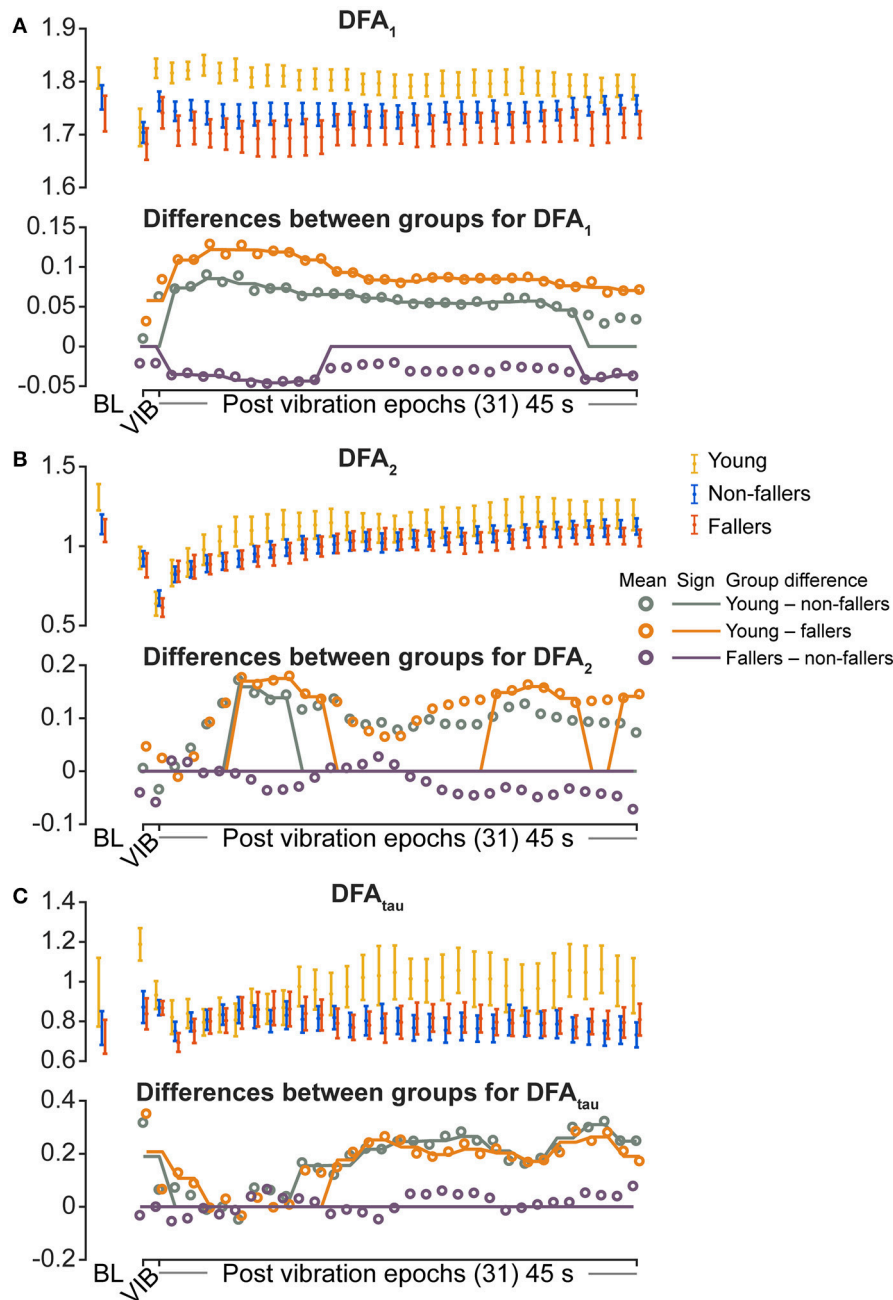 A
DFA1
1.9
1.8
1.7
1.6
Differences between groups for DFA1
0.15
0.1
0.05
0
-0.05
BL
VIB
Post vibration epochs (31) 45 s
B
DFA2
1.5
1
0.5
Young
Non-fallers
Fallers
Mean Sign Group difference
Young – non-fallers
Young – fallers
Fallers – non-fallers
Differences between groups for DFA2
0.2
0.1
0
-0.1
BL
VIB
Post vibration epochs (31) 45 s
C
DFAtau
1.4
1.2
1
0.8
0.6
Differences between groups for DFAtau
0.4
0.2
0
-0.2
BL
VIB
Post vibration epochs (31) 45 s